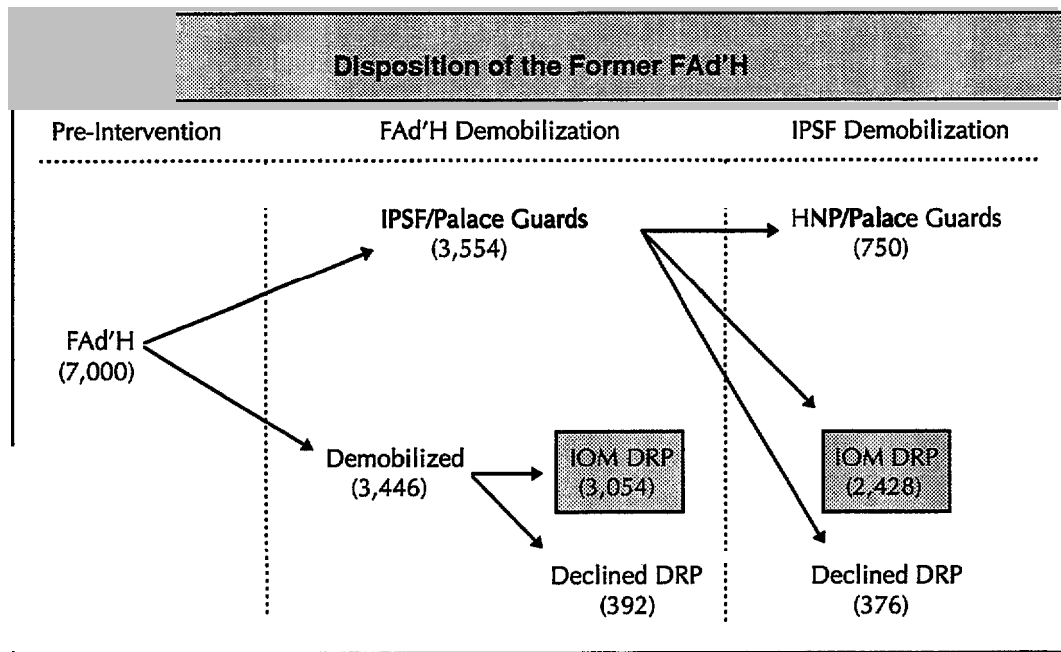 Disposition of the Former FAd'H
Pre-Intervention
FAd'H Demobilization
IPSF Demobilization
IPSF/Palace Guards
(3,554)
HNP/Palace Guards
(750)
FAd'H
(7,000)
Demobilized
(3,446)
IOM DRP
(3,054)
IOM DRP
(2,428)
Declined DRP
(392)
Declined DRP
(376)